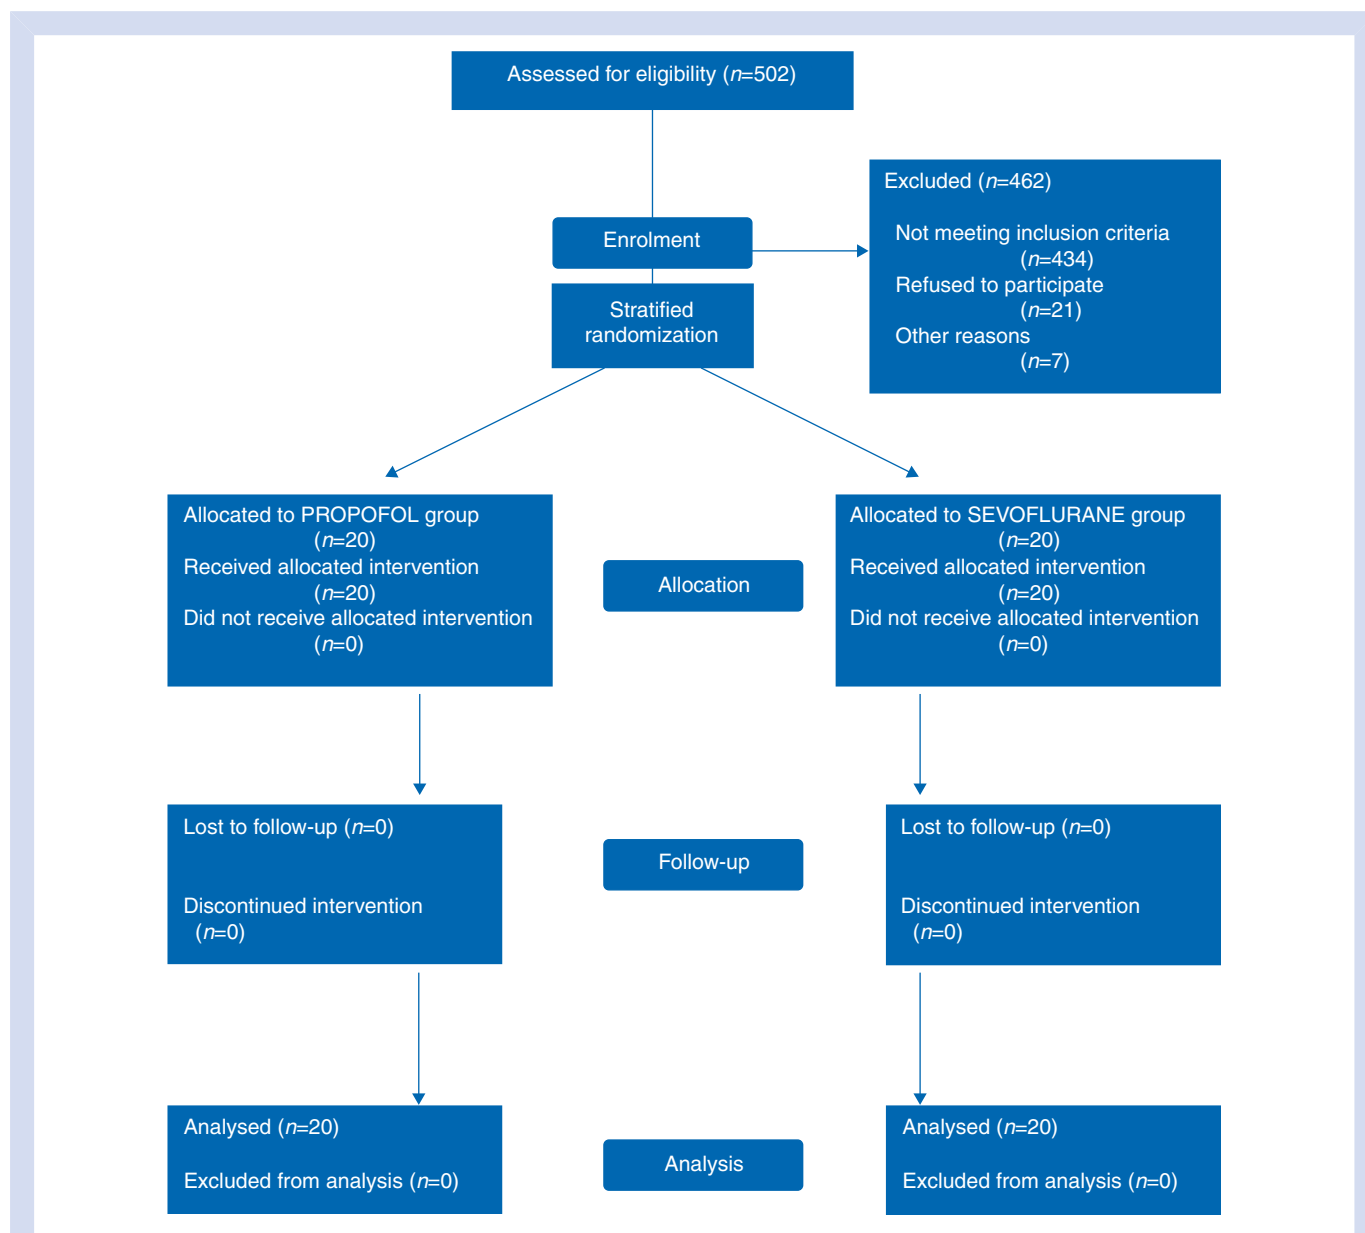 Assessed for eligibility (n=502)
Excluded (n=462)
Not meeting inclusion criteria
(n=434)
Refused to participate
(n=21)
Other reasons
(n=7)
Enrolment
Stratified
randomization
Allocated to PROPOFOL group
(n=20)
Received allocated intervention
(n=20)
Did not receive allocated intervention
(n=0)
Allocation
Allocated to SEVOFLURANE group
(n=20)
Received allocated intervention
(n=20)
Did not receive allocated intervention
(n=0)
Lost to follow-up (n=0)
Discontinued intervention
(n=0)
Follow-up
Lost to follow-up (n=0)
Discontinued intervention
(n=0)
Analysed (n=20)
Excluded from analysis (n=0)
Analysis
Analysed (n=20)
Excluded from analysis (n=0)